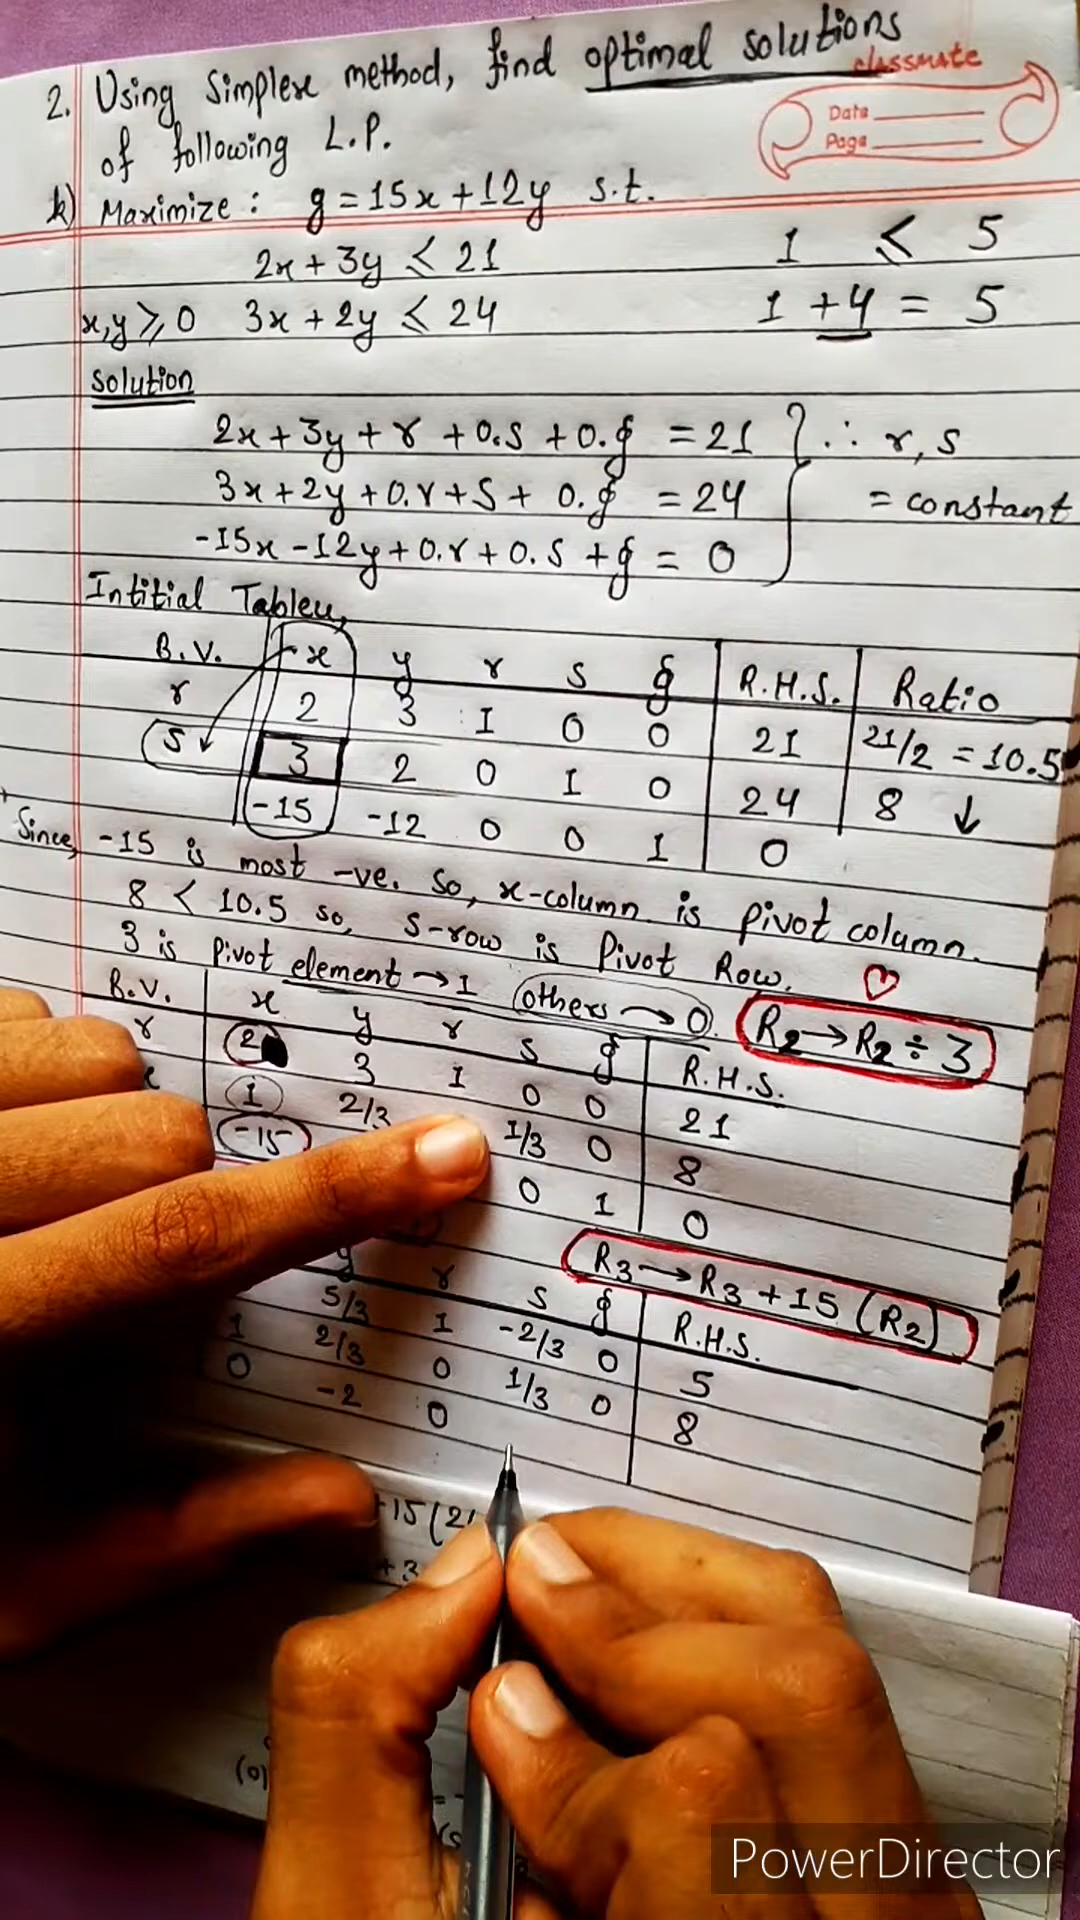 2. Using Simplex method, find optimal solutions
classmate
Date
Page
of following L.P.
k) Maximize : g = 15x + 12y s.t.
2x + 3y ≤ 21
1 ≤ 5
x,y ≥ 0 3x + 2y ≤ 24
1 + 4 = 5
Solution
2x + 3y + r + 0.s + 0.g = 21 } ∴ r, s
3x + 2y + 0.r + s + 0.g = 24 = constant
-15x - 12y + 0.r + 0.s + g = 0
Intitial Tableu,
B.V. x y r s g R.H.S. Ratio
r 2 3 1 0 0 21 21/2 = 10.5
s 3 2 0 1 0 24 8 ↓
-15 -12 0 0 1 0
Since, -15 is most -ve. So, x-column is pivot column.
8 < 10.5 so, s-row is Pivot Row.
3 is Pivot element → 1 others → 0. R2 → R2 ÷ 3
B.V. x y r s g R.H.S.
r 2 3 1 0 0 21
1 2/3 1/3 0 8
-15 0 1 0
R3 → R3 + 15 (R2)
y r s g R.H.S.
5/3 1 -2/3 0 5
1 2/3 0 1/3 0 8
0 -2 0
+15(2
+3
(0)
PowerDirector